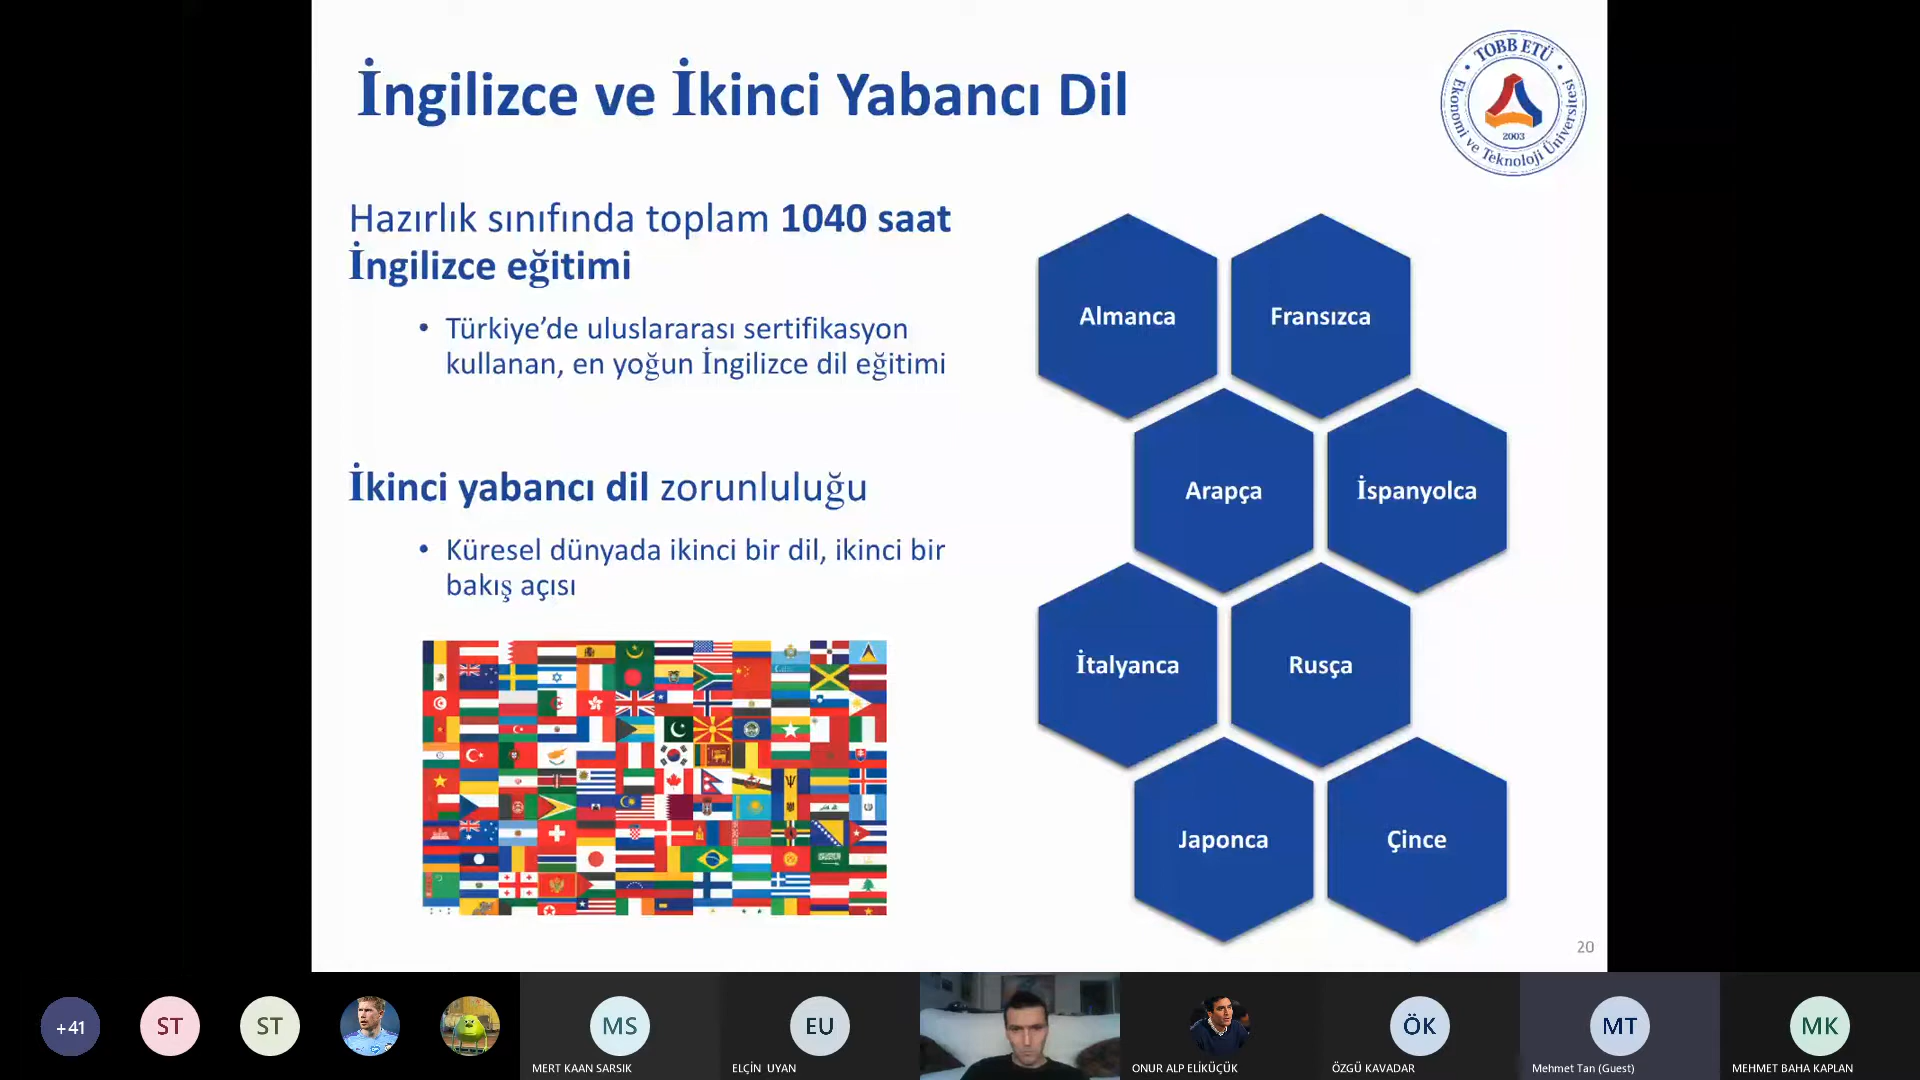 İngilizce ve İkinci Yabancı Dil
TOBB ETÜ
Ekonomi ve Teknoloji Üniversitesi
2003
Hazırlık sınıfında toplam 1040 saat
İngilizce eğitimi
• Türkiye’de uluslararası sertifikasyon
kullanan, en yoğun İngilizce dil eğitimi
İkinci yabancı dil zorunluluğu
• Küresel dünyada ikinci bir dil, ikinci bir
bakış açısı
Almanca
Fransızca
Arapça
İspanyolca
İtalyanca
Rusça
Japonca
Çince
20
+41
ST
ST
MS
EU
ÖK
MT
MK
MERT KAAN SARSIK
ELÇİN UYAN
ONUR ALP ELİKÜÇÜK
ÖZGÜ KAVADAR
Mehmet Tan (Guest)
MEHMET BAHA KAPLAN